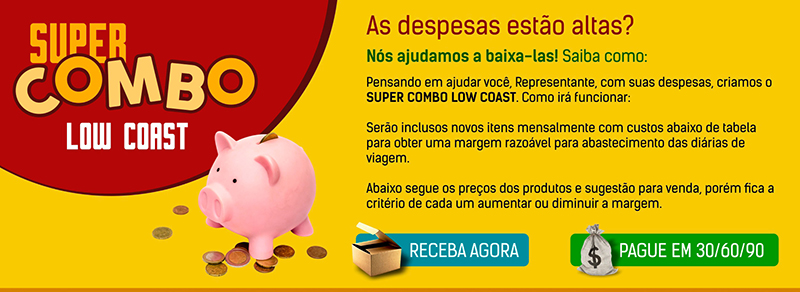 SUPER
COMBO
LOW COAST
As despesas estão altas?
Nós ajudamos a baixa-las! Saiba como:
Pensando em ajudar você, Representante, com suas despesas, criamos o
SUPER COMBO LOW COAST. Como irá funcionar:
Serão inclusos novos itens mensalmente com custos abaixo de tabela
para obter uma margem razoável para abastecimento das diárias de
viagem.
Abaixo segue os preços dos produtos e sugestão para venda, porém fica a
critério de cada um aumentar ou diminuir a margem.
RECEBA AGORA
$ PAGUE EM 30/60/90